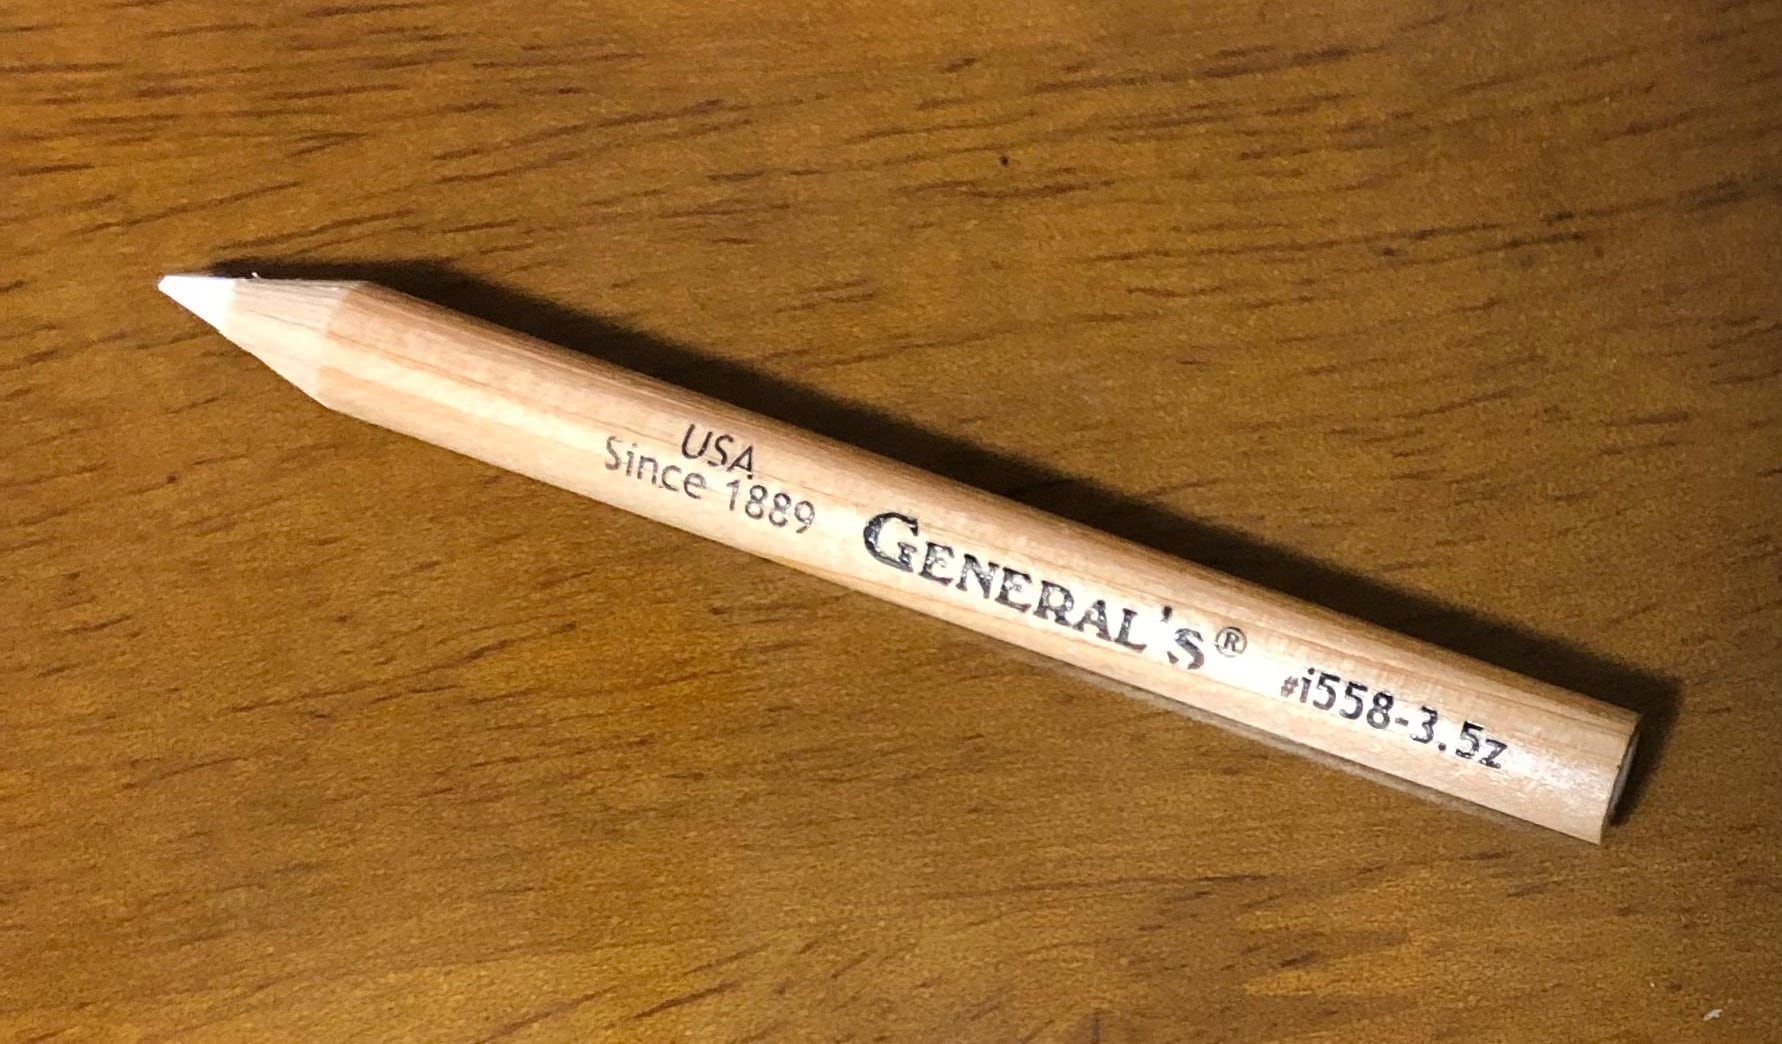 USA
Since 1889
GENERAL'S®
#i558-3.5z